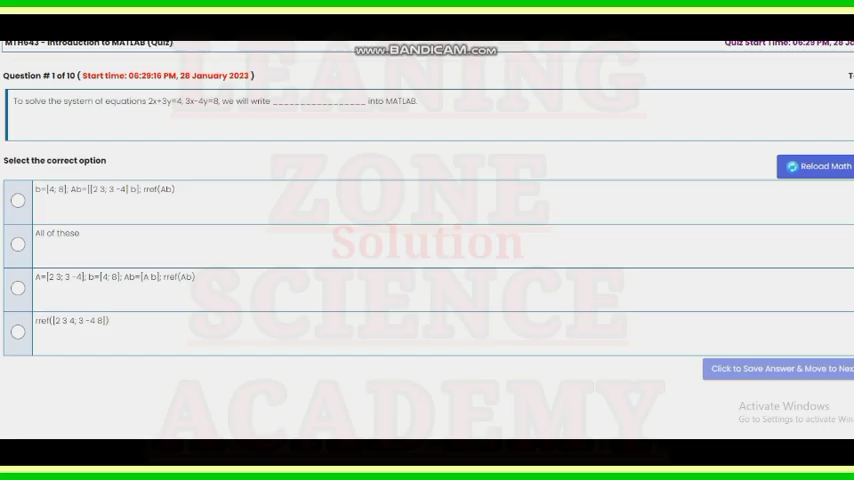 MTH643 - Introduction to MATLAB (Quiz)
www.BANDICAM.com
Quiz Start Time: 06:29 PM, 28
Question # 1 of 10 ( Start time: 06:29:16 PM, 28 January 2023 )
To solve the system of equations 2x+3y=4, 3x-4y=8, we will write __________________ into MATLAB.
Select the correct option
Reload Math
b=[4; 8]; Ab=[[2 3; 3 -4] b]; rref(Ab)
All of these
A=[2 3; 3 -4]; b=[4; 8]; Ab=[A b]; rref(Ab)
rref([2 3 4; 3 -4 8])
Click to Save Answer & Move to Nex
Activate Windows
Go to Settings to activate Win
LEANING
ZONE
Solution
SCIENCE
ACADEMY